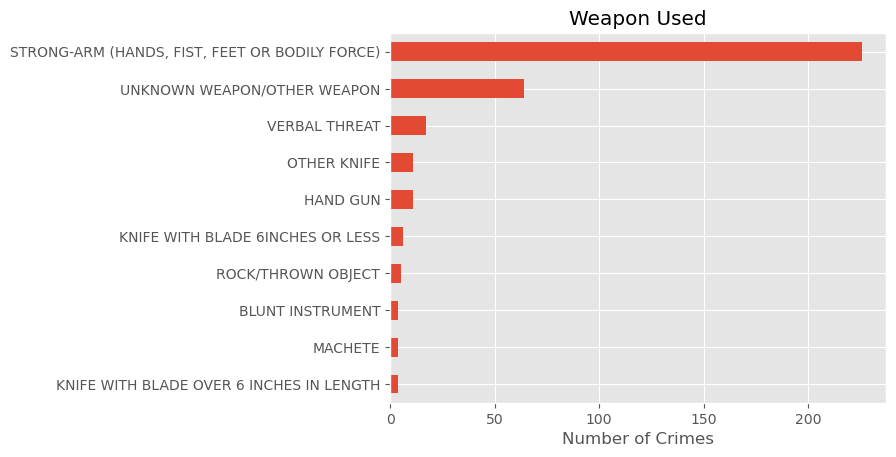 Weapon Used
STRONG-ARM (HANDS, FIST, FEET OR BODILY FORCE)
UNKNOWN WEAPON/OTHER WEAPON
VERBAL THREAT
OTHER KNIFE
HAND GUN
KNIFE WITH BLADE 6INCHES OR LESS
ROCK/THROWN OBJECT
BLUNT INSTRUMENT
MACHETE
KNIFE WITH BLADE OVER 6 INCHES IN LENGTH
0 50 100 150 200
Number of Crimes